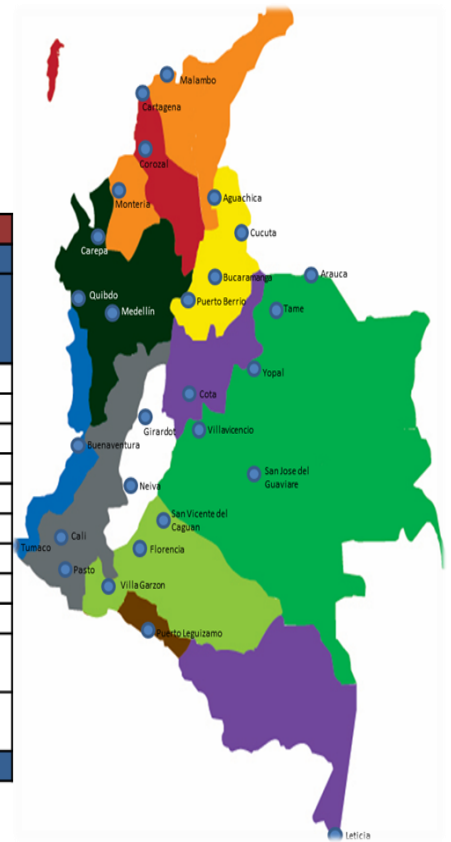 Malambo
Cartagena
Corozal
Monteria
Aguachica
Cucuta
Carepa
Bucaramanga
Arauca
Quibdo
Puerto Berrio
Medellín
Tame
Yopal
Cota
Girardot
Villavicencio
Buenaventura
San Jose del
Guaviare
Neiva
San Vicente del
Caguan
Cali
Tumaco
Florencia
Pasto
Villa Garzon
Puerto Leguizamo
Leticia